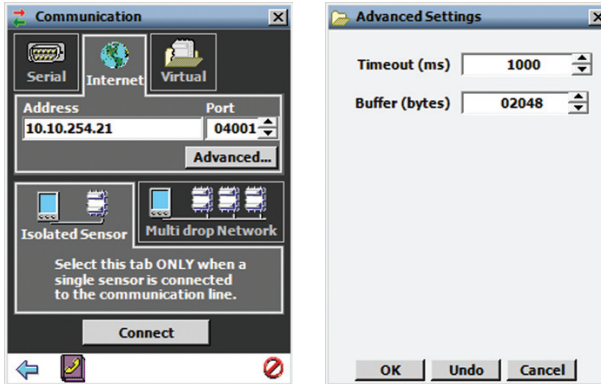 Communication
Serial
Internet
Virtual
Address
Port
10.10.254.21
04001
Advanced...
Isolated Sensor
Multi drop Network
Select this tab ONLY when a
single sensor is connected
to the communication line.
Connect
Advanced Settings
Timeout (ms)
1000
Buffer (bytes)
02048
OK
Undo
Cancel